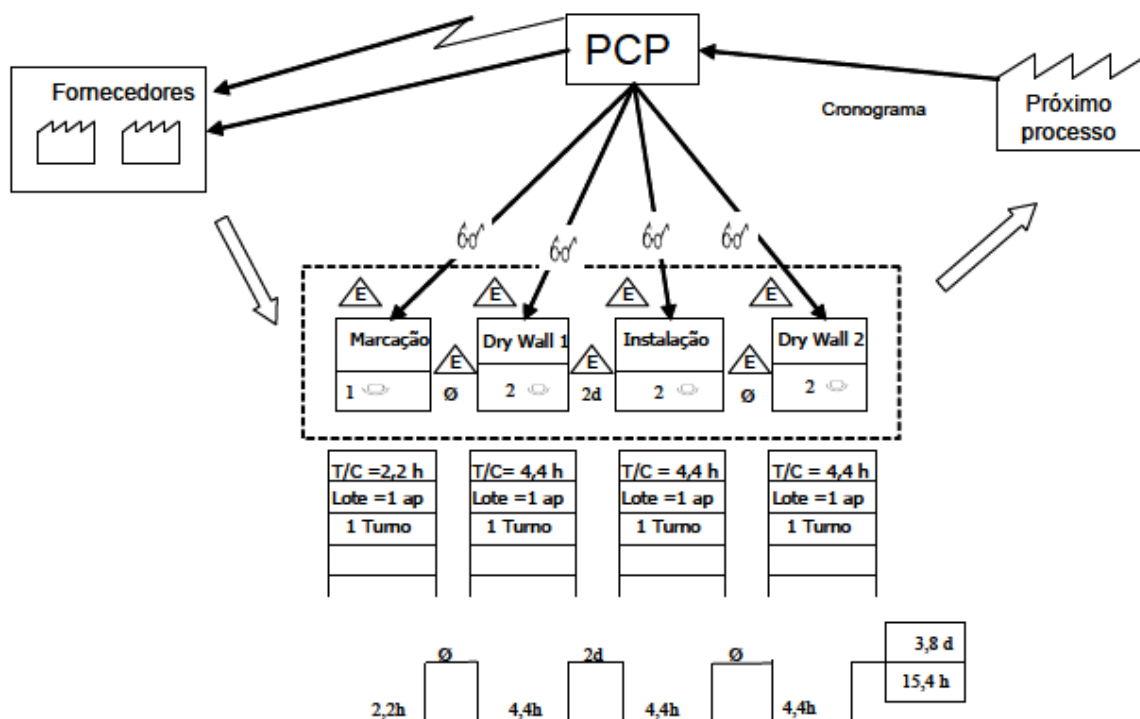 PCP
Fornecedores
Cronograma
Próximo
processo
E
E
E
E
Marcação
Dry Wall 1
Instalação
Dry Wall 2
E
E
E
1
Ø
2
2d
2
Ø
2
T/C =2,2 h
T/C= 4,4 h
T/C = 4,4 h
T/C = 4,4 h
Lote =1 ap
Lote =1 ap
Lote =1 ap
Lote =1 ap
1 Turno
1 Turno
1 Turno
1 Turno
Ø
2d
Ø
3,8 d
15,4 h
2,2h
4,4h
4,4h
4,4h